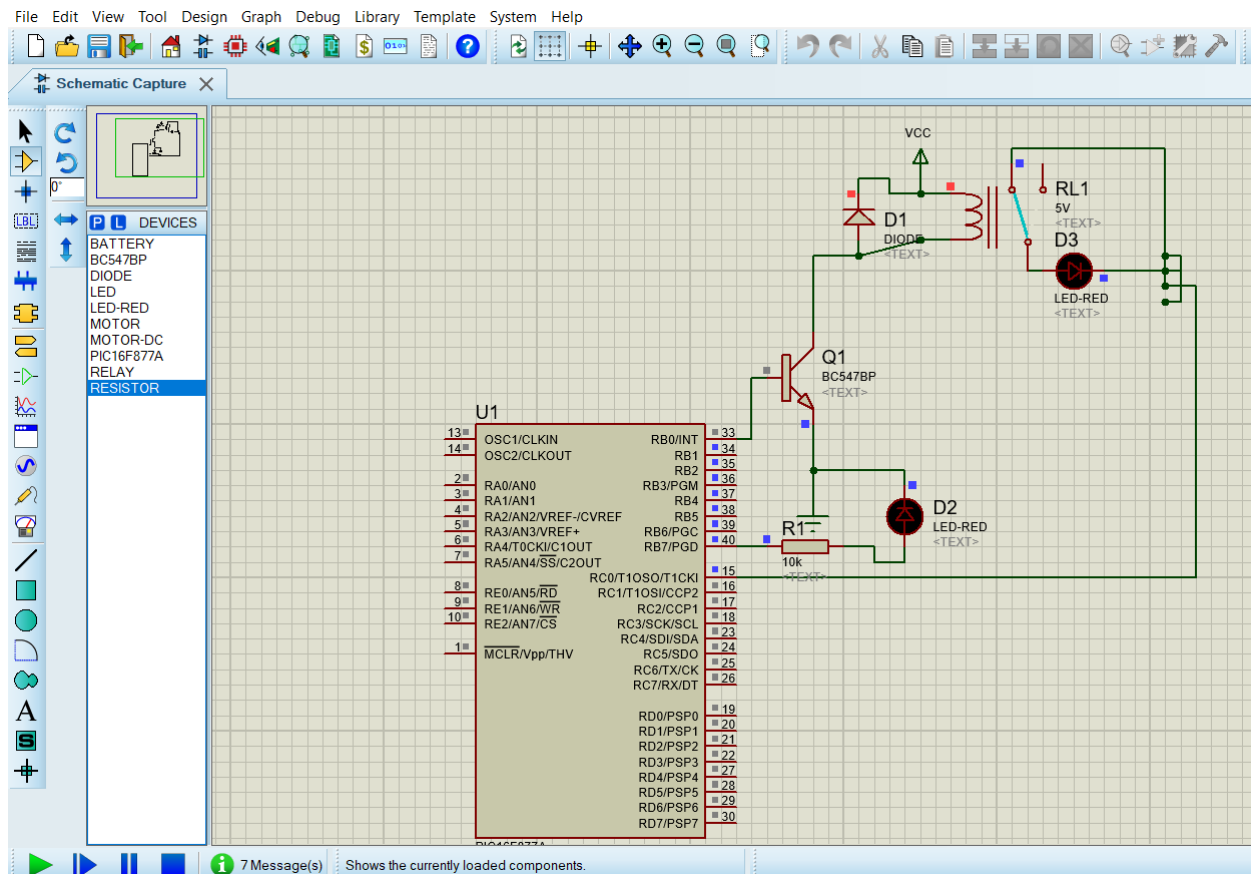 File Edit View Tool Design Graph Debug Library Template System Help
Schematic Capture
0°
P L DEVICES
BATTERY
BC547BP
DIODE
LED
LED-RED
MOTOR
MOTOR-DC
PIC16F877A
RELAY
RESISTOR
LBL
A
S
VCC
D1
DIODE
<TEXT>
RL1
5V
<TEXT>
D3
LED-RED
<TEXT>
Q1
BC547BP
<TEXT>
D2
LED-RED
<TEXT>
R1
10k
<TEXT>
U1
13 OSC1/CLKIN
14 OSC2/CLKOUT
2 RA0/AN0
3 RA1/AN1
4 RA2/AN2/VREF-/CVREF
5 RA3/AN3/VREF+
6 RA4/T0CKI/C1OUT
7 RA5/AN4/SS/C2OUT
8 RE0/AN5/RD
9 RE1/AN6/WR
10 RE2/AN7/CS
1 MCLR/Vpp/THV
RB0/INT 33
RB1 34
RB2 35
RB3/PGM 36
RB4 37
RB5 38
RB6/PGC 39
RB7/PGD 40
RC0/T1OSO/T1CKI 15
RC1/T1OSI/CCP2 16
RC2/CCP1 17
RC3/SCK/SCL 18
RC4/SDI/SDA 23
RC5/SDO 24
RC6/TX/CK 25
RC7/RX/DT 26
RD0/PSP0 19
RD1/PSP1 20
RD2/PSP2 21
RD3/PSP3 22
RD4/PSP4 27
RD5/PSP5 28
RD6/PSP6 29
RD7/PSP7 30
PIC16F877A
7 Message(s) Shows the currently loaded components.